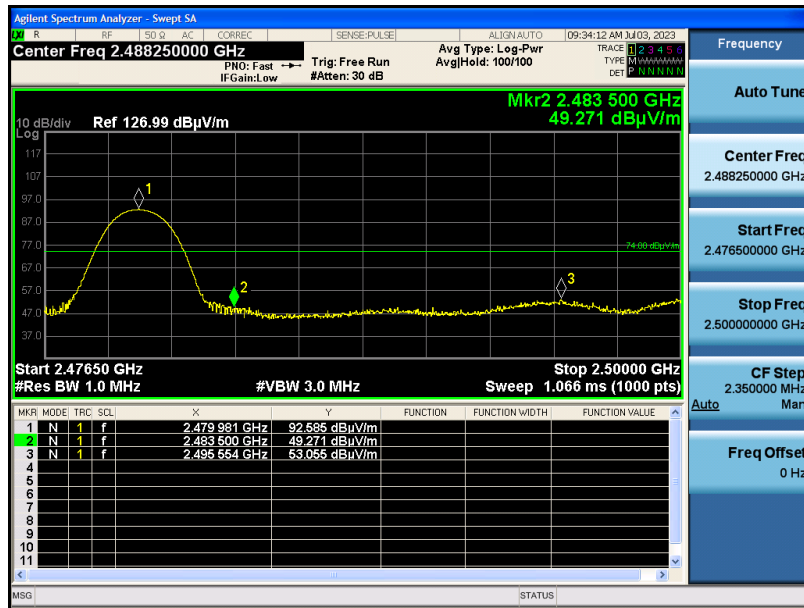 Agilent Spectrum Analyzer - Swept SA
LXI R RF 50 Ω AC CORREC SENSE:PULSE ALIGN AUTO 09:34:12 AM Jul 03, 2023
Center Freq 2.488250000 GHz
PNO: Fast
IFGain:Low
Trig: Free Run
#Atten: 30 dB
Avg Type: Log-Pwr
Avg|Hold: 100/100
TRACE 1 2 3 4 5 6
TYPE M W W W W W
DET P N N N N N
Mkr2 2.483 500 GHz
49.271 dBµV/m
10 dB/div Ref 126.99 dBµV/m
Log
117
107
97.0
87.0
77.0
67.0
57.0
47.0
37.0
1
2
3
74.00 dBµV/m
Start 2.47650 GHz Stop 2.50000 GHz
#Res BW 1.0 MHz #VBW 3.0 MHz Sweep 1.066 ms (1000 pts)
MKR MODE TRC SCL X Y FUNCTION FUNCTION WIDTH FUNCTION VALUE
1 N 1 f 2.479 981 GHz 92.585 dBµV/m
2 N 1 f 2.483 500 GHz 49.271 dBµV/m
3 N 1 f 2.495 554 GHz 53.055 dBµV/m
4
5
6
7
8
9
10
11
MSG STATUS
Frequency
Auto Tune
Center Freq
2.488250000 GHz
Start Freq
2.476500000 GHz
Stop Freq
2.500000000 GHz
CF Step
2.350000 MHz
Auto Man
Freq Offset
0 Hz